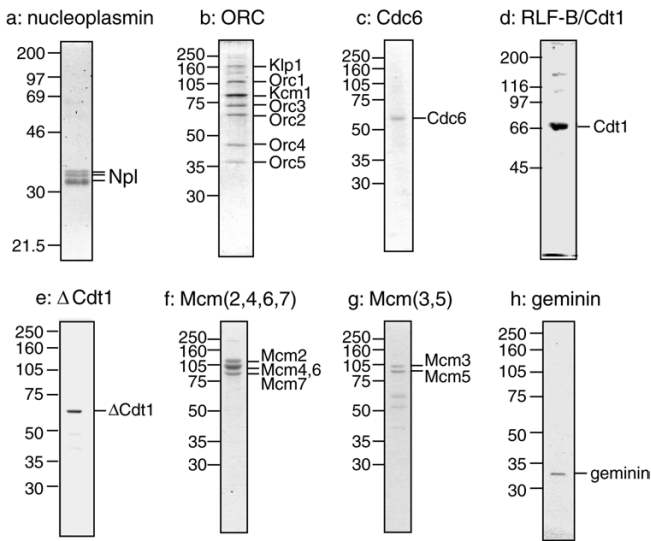 a: nucleoplasmin
200
97
69
46
30
21.5
Npl
b: ORC
250
160
105
75
50
35
30
Klp1
Orc1
Kcm1
Orc3
Orc2
Orc4
Orc5
c: Cdc6
250
160
105
75
50
35
30
Cdc6
d: RLF-B/Cdt1
200
116
97
66
45
Cdt1
e: ΔCdt1
250
160
105
75
50
35
30
ΔCdt1
f: Mcm(2,4,6,7)
250
160
105
75
50
35
30
Mcm2
Mcm4,6
Mcm7
g: Mcm(3,5)
250
160
105
75
50
35
30
Mcm3
Mcm5
h: geminin
250
160
105
75
50
35
30
geminin